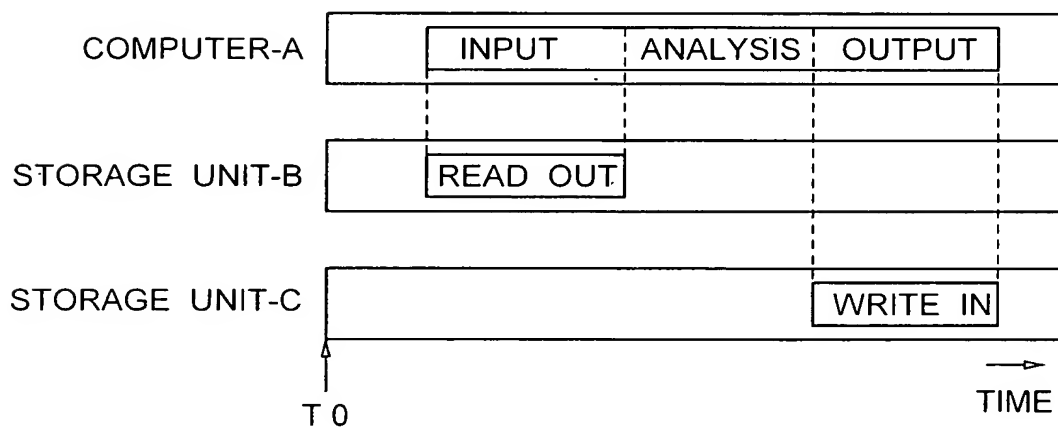 COMPUTER-A INPUT ANALYSIS OUTPUT
STORAGE UNIT-B READ OUT
STORAGE UNIT-C WRITE IN
T 0
TIME